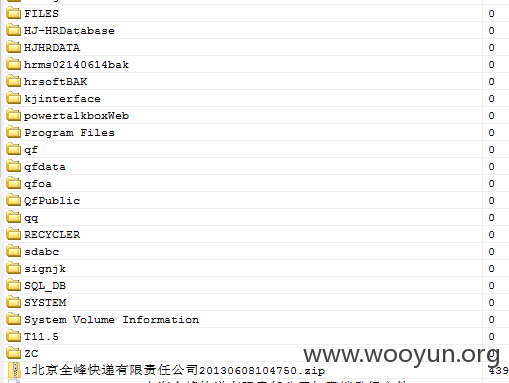 FILES 0
HJ-HRDatabase 0
HJHRDATA 0
hrms02140614bak 0
hrsoftBAK 0
kjinterface 0
powertalkboxWeb 0
Program Files 0
qf 0
qfdata 0
qfoa 0
QfPublic 0
qq 0
RECYCLER 0
sdabc 0
signjk 0
SQL_DB 0
SYSTEM 0
System Volume Information 0
T11.5 0
ZC 0
www.wooyun.org
1北京全峰快递有限责任公司20130608104750.zip 439